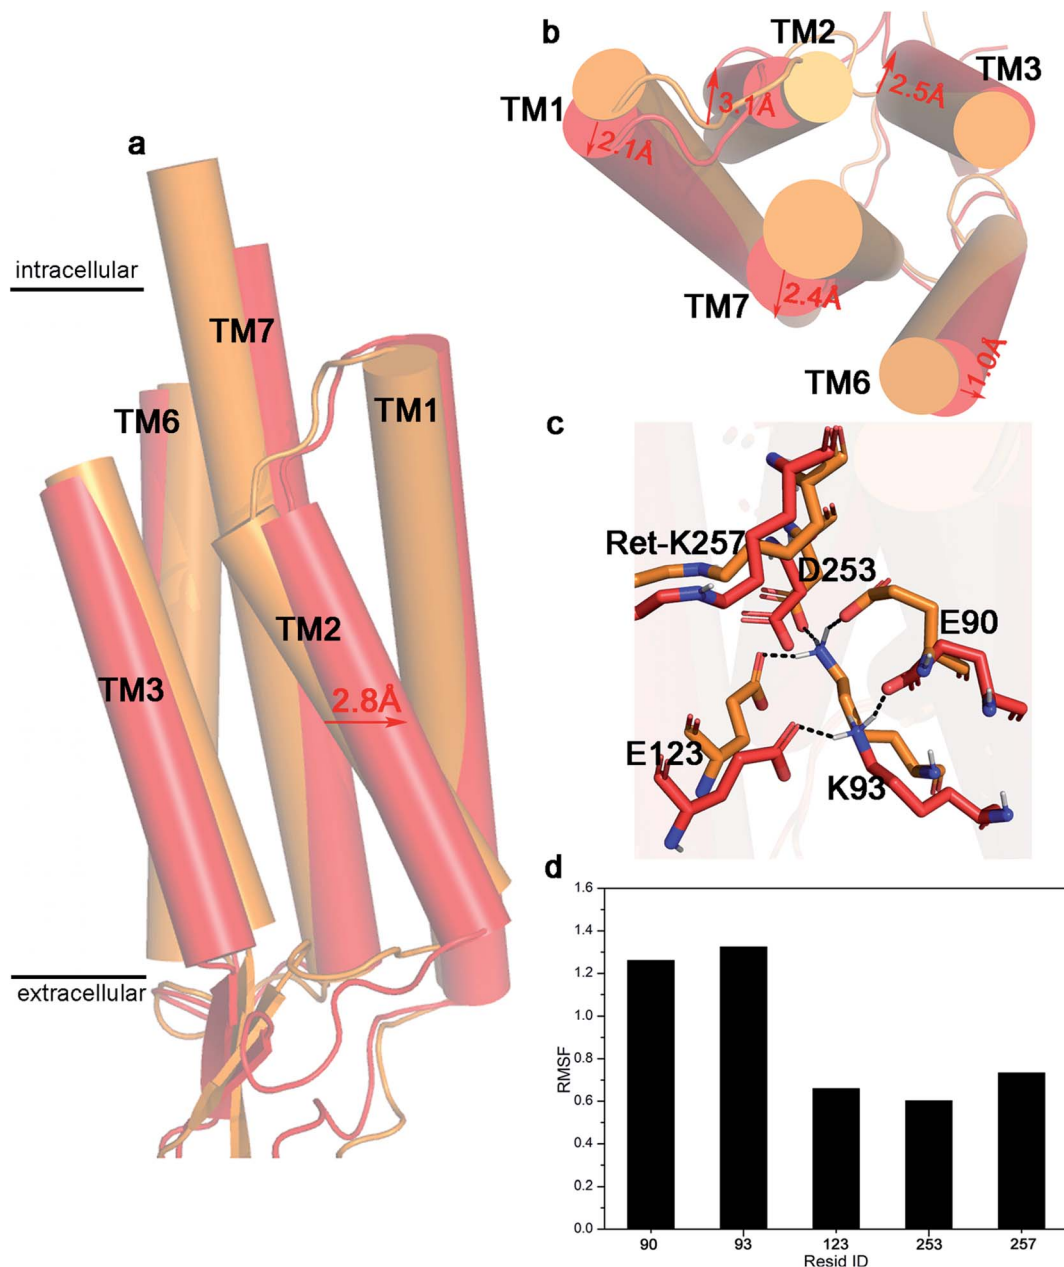 a
intracellular
TM7
TM6
TM1
TM2
TM3
2.8Å
extracellular
b
TM2
TM3
TM1
3.1Å
2.5Å
2.1Å
TM7
2.4Å
TM6
1.0Å
c
Ret-K257
D253
E90
E123
K93
d
1.6
1.4
1.2
1.0
0.8
0.6
0.4
0.2
0.0
RMSF
90 93 123 253 257
Resid ID